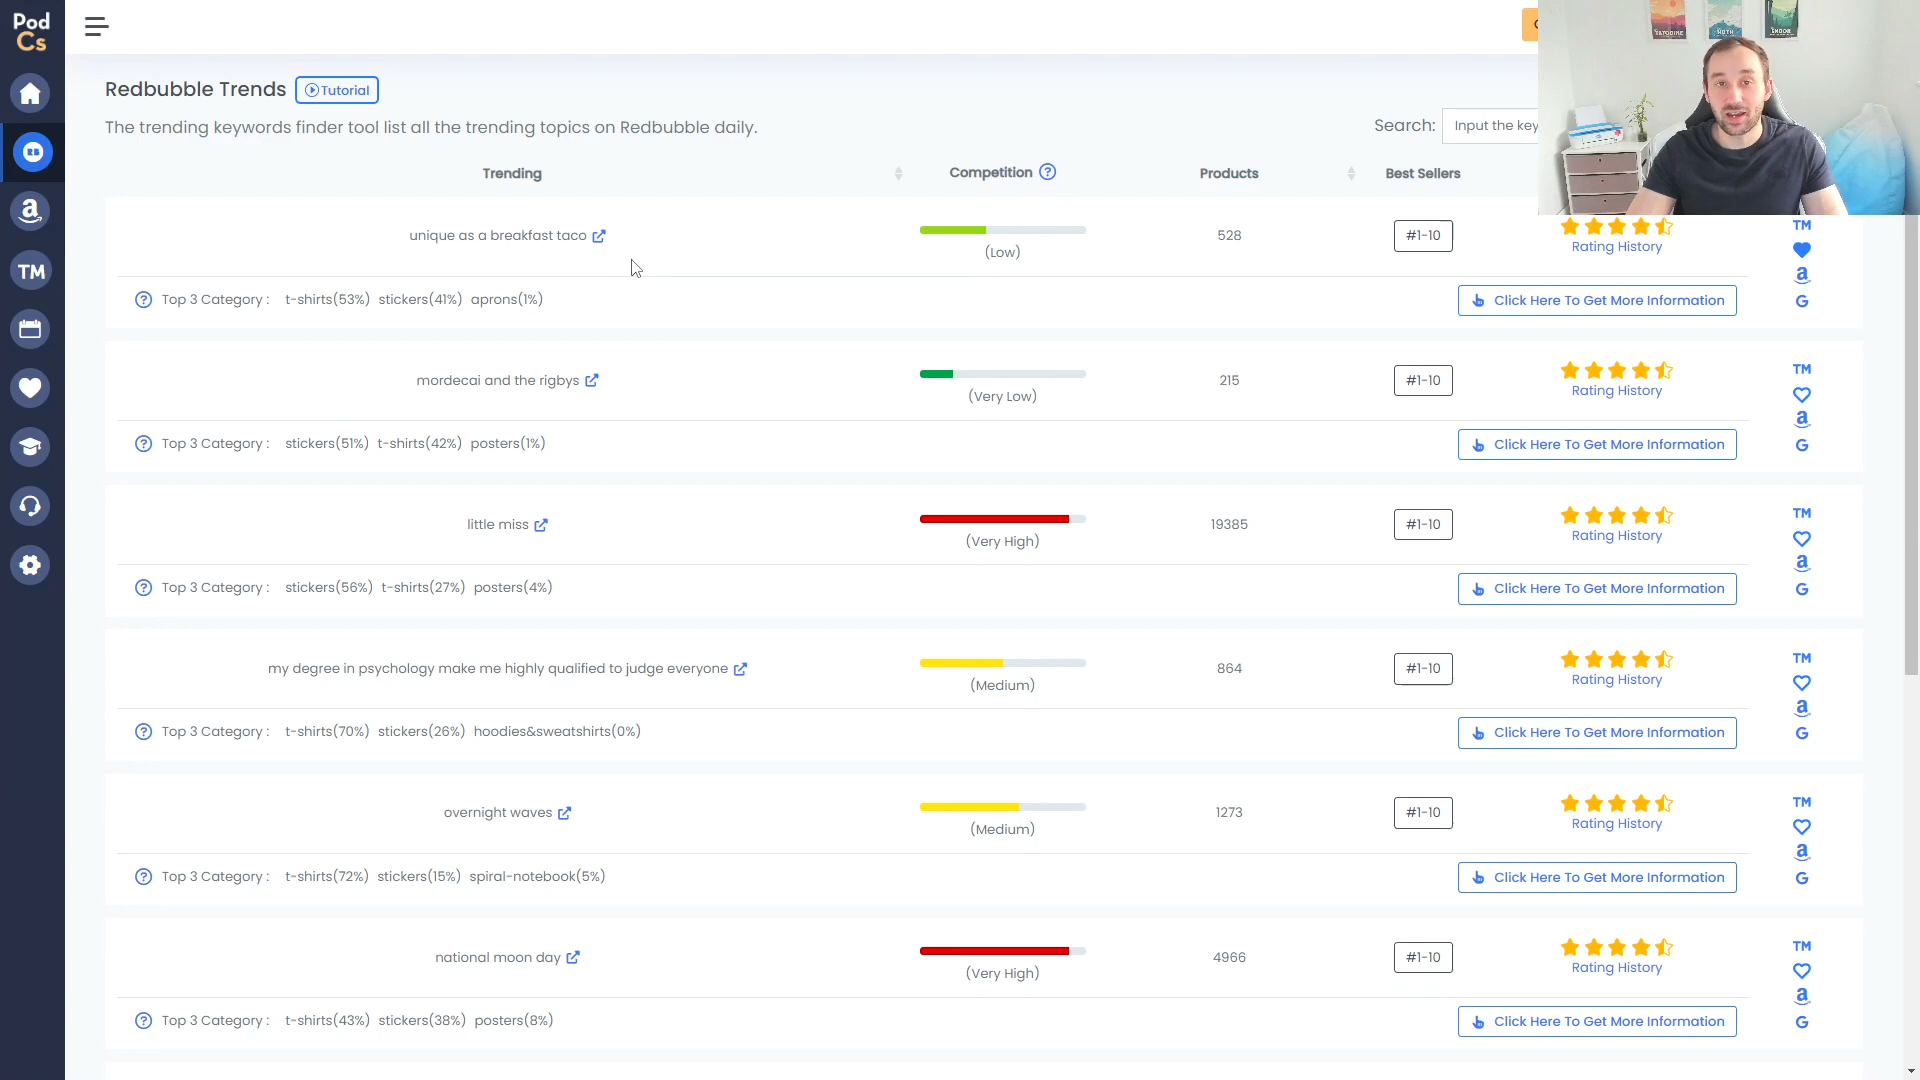 Pod
Cs
Redbubble Trends Tutorial
The trending keywords finder tool list all the trending topics on Redbubble daily.
Search: Input the key
Trending Competition ? Products Best Sellers
unique as a breakfast taco (Low) 528 #1-10 Rating History TM
a
G
? Top 3 Category : t-shirts(53%) stickers(41%) aprons(1%) Click Here To Get More Information
mordecai and the rigbys (Very Low) 215 #1-10 Rating History TM
a
G
? Top 3 Category : stickers(51%) t-shirts(42%) posters(1%) Click Here To Get More Information
little miss (Very High) 19385 #1-10 Rating History TM
a
G
? Top 3 Category : stickers(56%) t-shirts(27%) posters(4%) Click Here To Get More Information
my degree in psychology make me highly qualified to judge everyone (Medium) 864 #1-10 Rating History TM
a
G
? Top 3 Category : t-shirts(70%) stickers(26%) hoodies&sweatshirts(0%) Click Here To Get More Information
overnight waves (Medium) 1273 #1-10 Rating History TM
a
G
? Top 3 Category : t-shirts(72%) stickers(15%) spiral-notebook(5%) Click Here To Get More Information
national moon day (Very High) 4966 #1-10 Rating History TM
a
G
? Top 3 Category : t-shirts(43%) stickers(38%) posters(8%) Click Here To Get More Information
RB
a
TM
TATOOINE
HOTH
ENDOR